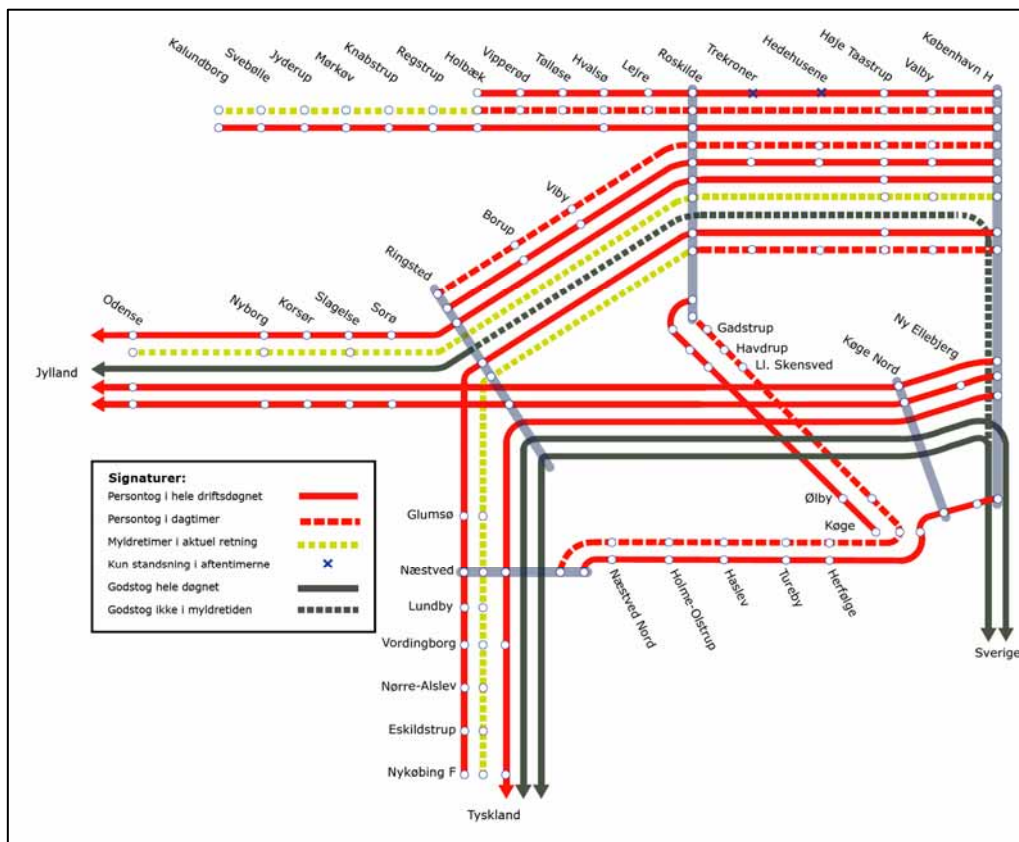 Kalundborg
Svebølle
Jyderup
Mørkøv
Knabstrup
Regstrup
Holbæk
Vipperød
Tølløse
Hvalsø
Lejre
Roskilde
Trekroner
Hedehusene
Høje Taastrup
Valby
København H
Viby
Borup
Ringsted
Odense
Nyborg
Korsør
Slagelse
Sorø
Jylland
Gadstrup
Havdrup
Ll. Skensved
Køge Nord
Ny Ellebjerg
Signaturer:
Persontog i hele driftsdøgnet
Persontog i dagtimer
Myldretimer i aktuel retning
Kun standsning i aftentimerne
Godstog hele døgnet
Godstog ikke i myldretiden
Ølby
Køge
Glumsø
Næstved
Lundby
Vordingborg
Nørre-Alslev
Eskildstrup
Nykøbing F
Næstved Nord
Holme-Olstrup
Haslev
Tureby
Herfølge
Sverige
Tyskland